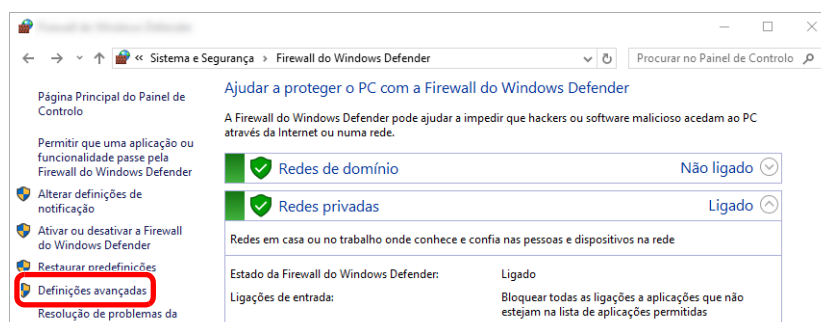 « Sistema e Segurança › Firewall do Windows Defender
Procurar no Painel de Controlo
Página Principal do Painel de
Controlo
Permitir que uma aplicação ou
funcionalidade passe pela
Firewall do Windows Defender
Alterar definições de
notificação
Ativar ou desativar a Firewall
do Windows Defender
Restaurar predefinições
Definições avançadas
Resolução de problemas da
Ajudar a proteger o PC com a Firewall do Windows Defender
A Firewall do Windows Defender pode ajudar a impedir que hackers ou software malicioso acedam ao PC
através da Internet ou numa rede.
Redes de domínio Não ligado
Redes privadas Ligado
Redes em casa ou no trabalho onde conhece e confia nas pessoas e dispositivos na rede
Estado da Firewall do Windows Defender: Ligado
Ligações de entrada: Bloquear todas as ligações a aplicações que não
estejam na lista de aplicações permitidas